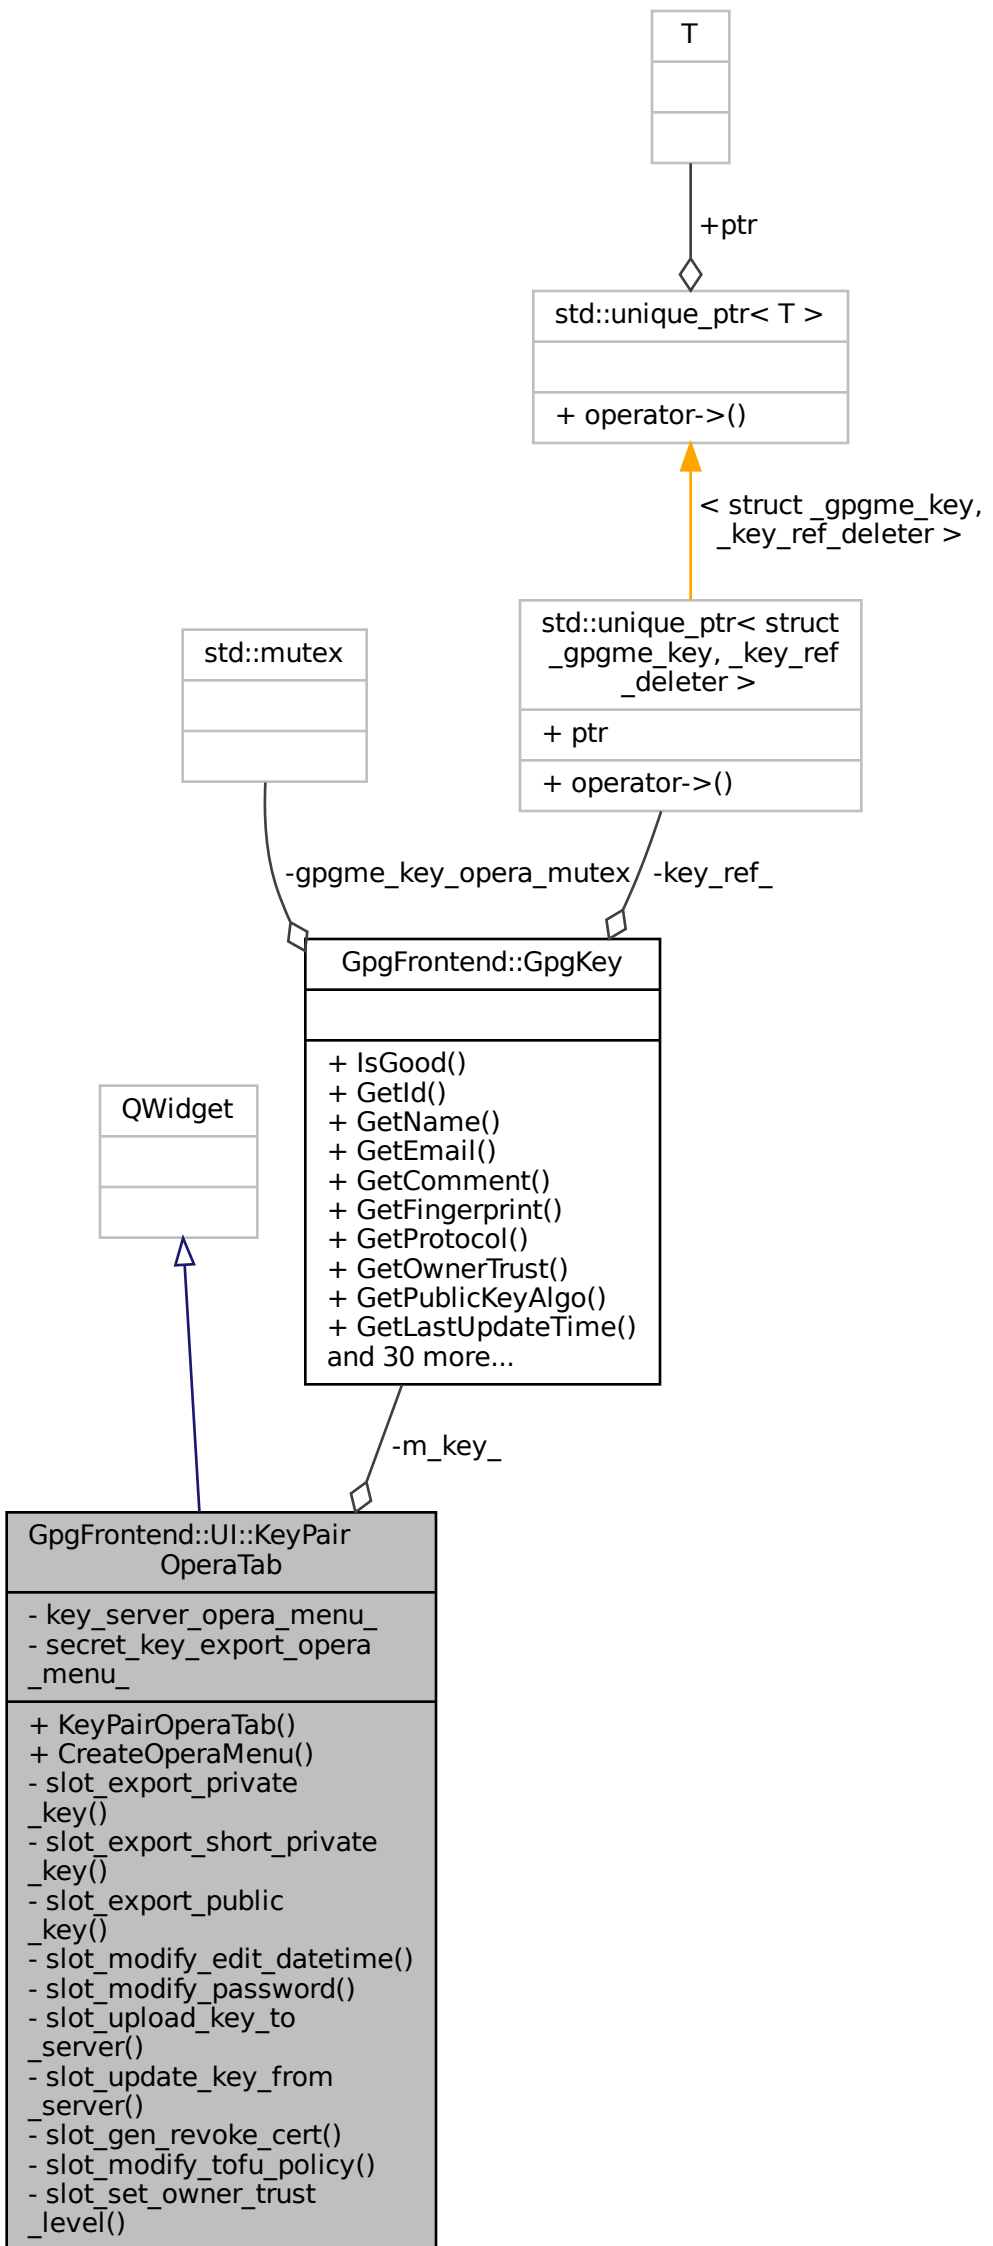 T
+ptr
std::unique_ptr< T >
+ operator->()
< struct _gpgme_key,
_key_ref_deleter >
std::unique_ptr< struct
_gpgme_key, _key_ref
_deleter >
+ ptr
+ operator->()
std::mutex
-gpgme_key_opera_mutex
-key_ref_
GpgFrontend::GpgKey
+ IsGood()
+ GetId()
+ GetName()
+ GetEmail()
+ GetComment()
+ GetFingerprint()
+ GetProtocol()
+ GetOwnerTrust()
+ GetPublicKeyAlgo()
+ GetLastUpdateTime()
and 30 more...
QWidget
-m_key_
GpgFrontend::UI::KeyPair
OperaTab
- key_server_opera_menu_
- secret_key_export_opera
_menu_
+ KeyPairOperaTab()
+ CreateOperaMenu()
- slot_export_private
_key()
- slot_export_short_private
_key()
- slot_export_public
_key()
- slot_modify_edit_datetime()
- slot_modify_password()
- slot_upload_key_to
_server()
- slot_update_key_from
_server()
- slot_gen_revoke_cert()
- slot_modify_tofu_policy()
- slot_set_owner_trust
_level()